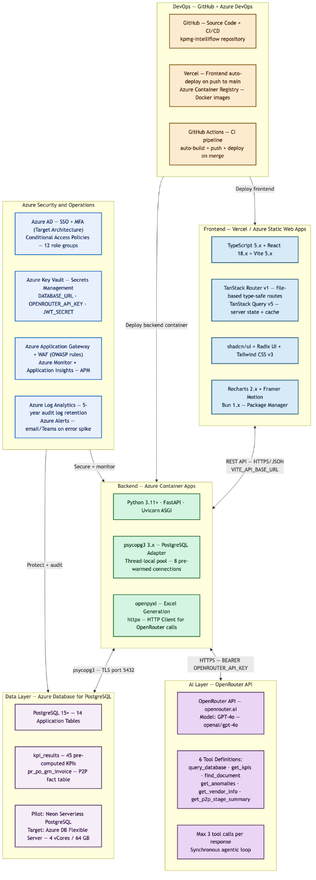 DevOps — GitHub + Azure DevOps
GitHub — Source Code +
CI/CD
kpmg-intelliflow repository
Vercel — Frontend auto-
deploy on push to main
Azure Container Registry —
Docker images
GitHub Actions — CI
pipeline
auto-build + push + deploy
on merge
Deploy frontend
Deploy backend container
Azure Security and Operations
Azure AD — SSO + MFA
(Target Architecture)
Conditional Access Policies
— 12 role groups
Azure Key Vault — Secrets
Management
DATABASE_URL ·
OPENROUTER_API_KEY ·
JWT_SECRET
Azure Application Gateway
+ WAF (OWASP rules)
Azure Monitor +
Application Insights — APM
Azure Log Analytics — 5-
year audit log retention
Azure Alerts —
email/Teams on error spike
Frontend — Vercel / Azure Static Web Apps
TypeScript 5.x + React
18.x + Vite 5.x
TanStack Router v1 — file-
based type-safe routes
TanStack Query v5 —
server state + cache
shadcn/ui + Radix UI +
Tailwind CSS v3
Recharts 2.x + Framer
Motion
Bun 1.x — Package Manager
Secure + monitor
REST API — HTTPS/JSON
VITE_API_BASE_URL
Protect + audit
Backend — Azure Container Apps
Python 3.11+ · FastAPI ·
Uvicorn ASGI
psycopg3 3.x — PostgreSQL
Adapter
Thread-local pool — 8 pre-
warmed connections
openpyxl — Excel
Generation
httpx — HTTP Client for
OpenRouter calls
psycopg3 — TLS port 5432
HTTPS — BEARER
OPENROUTER_API_KEY
Data Layer — Azure Database for PostgreSQL
PostgreSQL 15+ — 14
Application Tables
kpi_results — 45 pre-
computed KPIs
pr_po_grn_invoice — P2P
fact table
Pilot: Neon Serverless
PostgreSQL
Target: Azure DB Flexible
Server — 4 vCores / 64 GB
AI Layer — OpenRouter API
OpenRouter API —
openrouter.ai
Model: GPT-4o —
openai/gpt-4o
6 Tool Definitions:
query_database · get_kpis
· find_document ·
get_anomalies ·
get_vendor_info ·
get_p2p_stage_summary
Max 3 tool calls per
response
Synchronous agentic loop